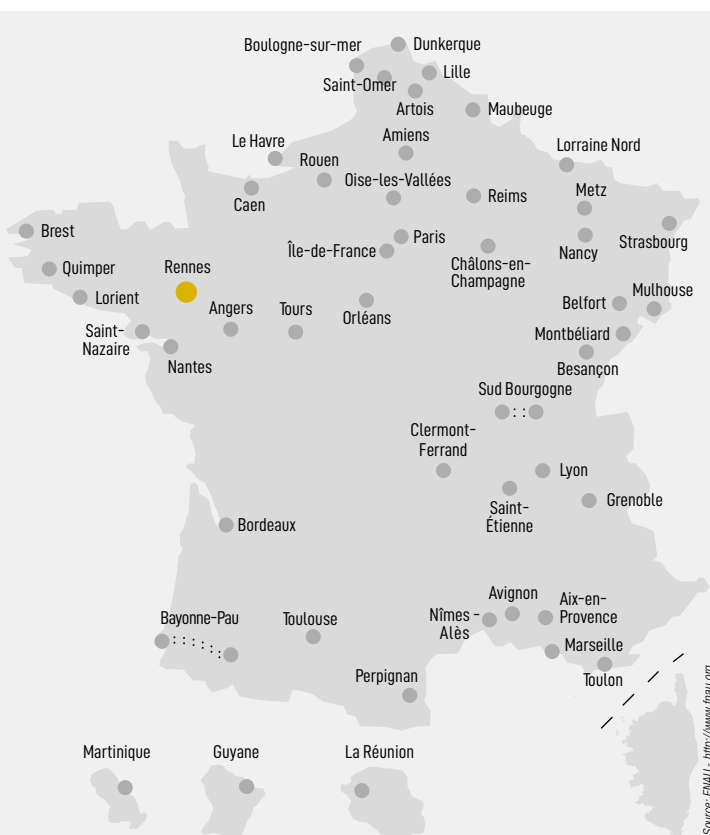 Dunkerque
Boulogne-sur-mer
Lille
Saint-Omer
Artois
Maubeuge
Amiens
Le Havre
Lorraine Nord
Rouen
Oise-les-Vallées
Metz
Reims
Caen
Brest
Paris
Strasbourg
Île-de-France
Nancy
Châlons-en-
Champagne
Quimper
Rennes
Mulhouse
Lorient
Belfort
Angers
Tours
Orléans
Saint-
Nazaire
Montbéliard
Nantes
Besançon
Sud Bourgogne
Clermont-
Ferrand
Lyon
Grenoble
Saint-
Étienne
Bordeaux
Avignon
Aix-en-
Provence
Nîmes -
Alès
Bayonne-Pau
Toulouse
Marseille
Toulon
Perpignan
Source: FNAU - http://www.fnau.org
Martinique
Guyane
La Réunion